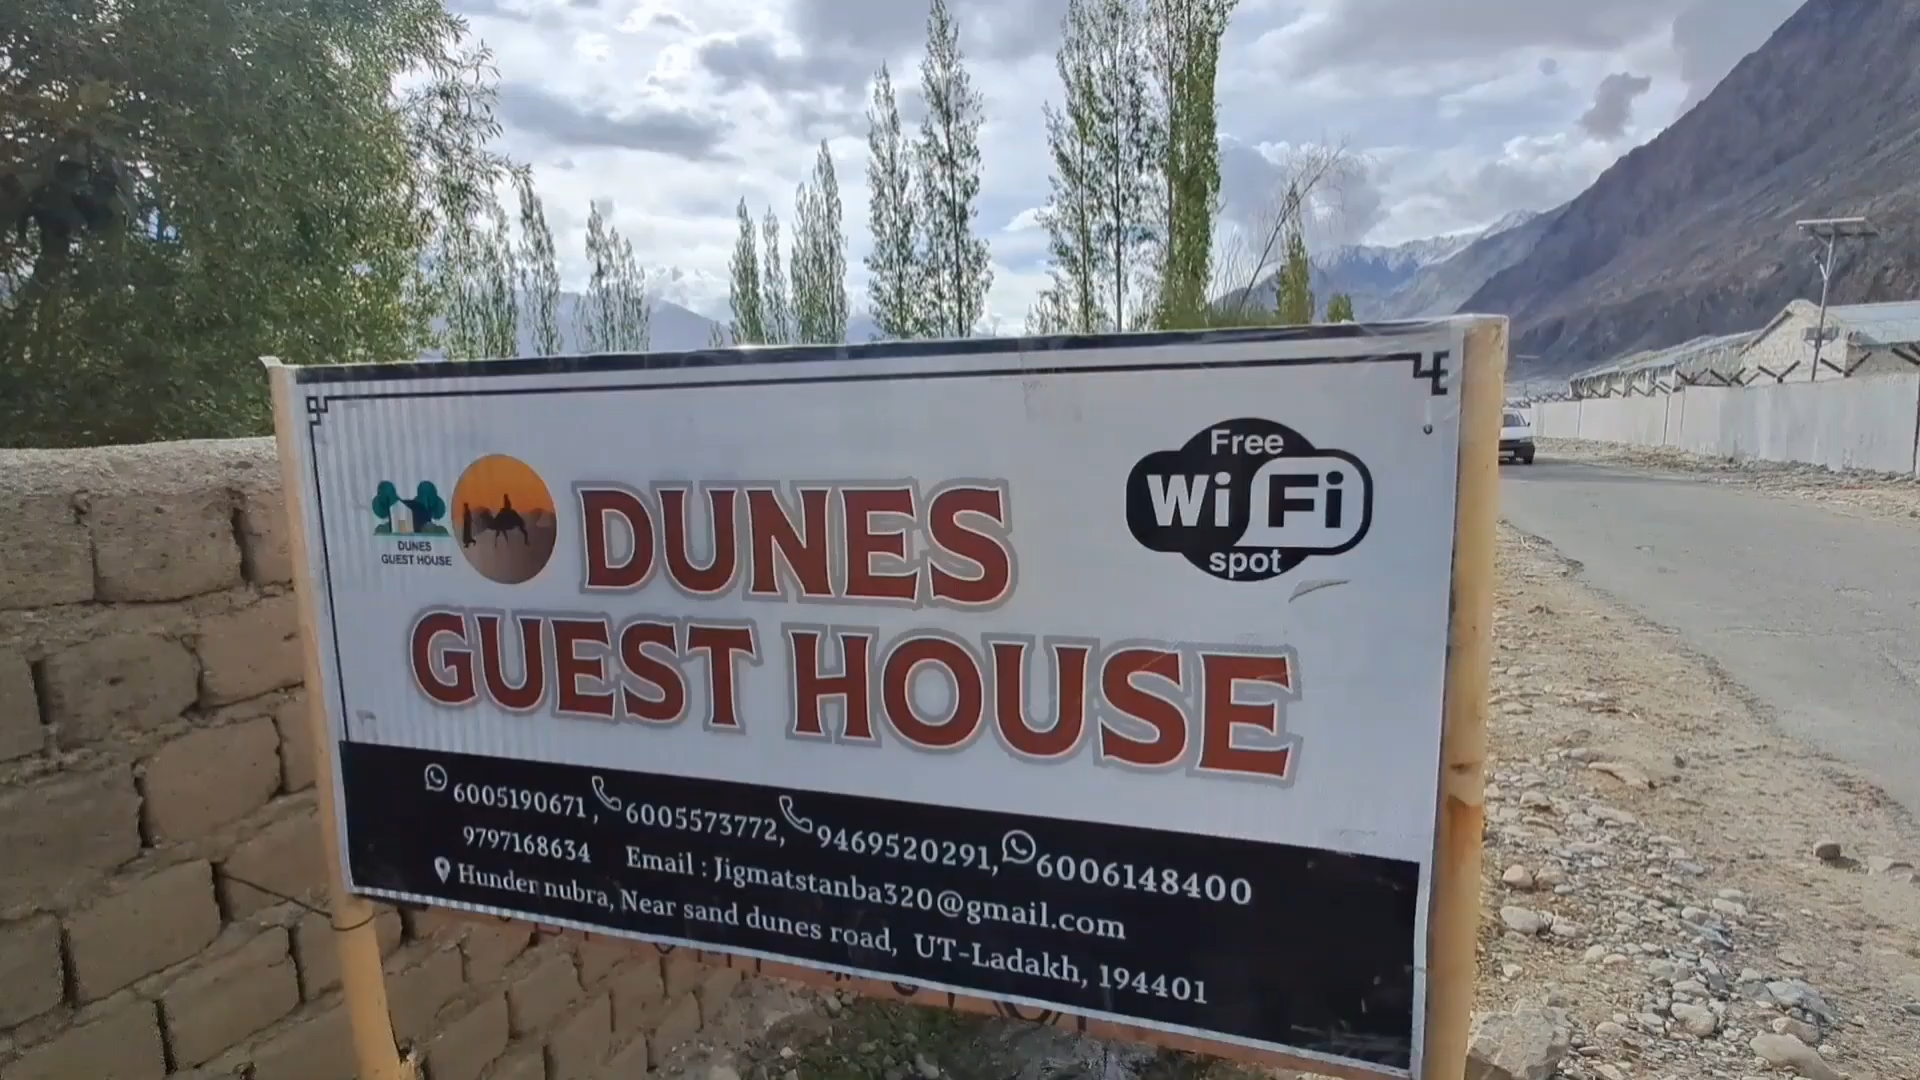 Free
Wi Fi
spot
DUNES
GUEST HOUSE
DUNES
GUEST HOUSE
6005190671, 6005573772, 9469520291, 6006148400
9797168634 Email : Jigmatstanba320@gmail.com
Hunder nubra, Near sand dunes road, UT-Ladakh, 194401